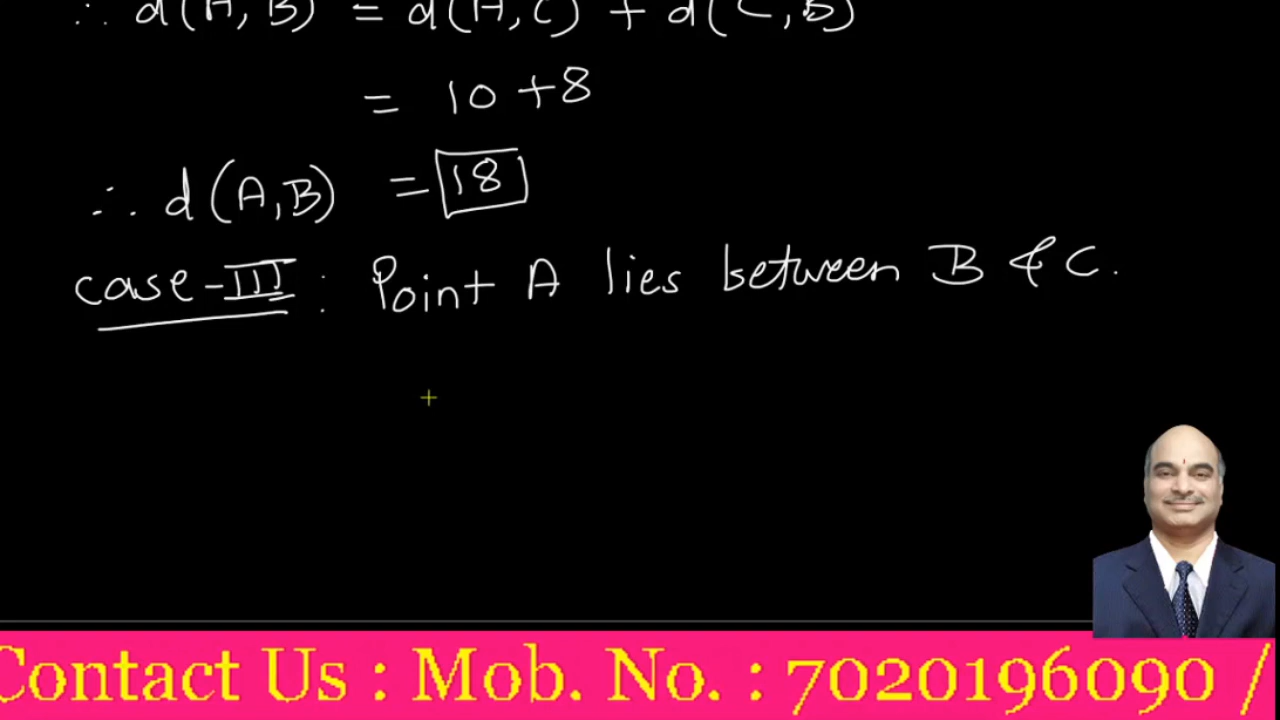 ∴ d(A, B) = d(A, C) + d(C, B)
= 10 + 8
∴ d(A, B) = 18
case-III : Point A lies between B & C.
Contact Us : Mob. No. : 7020196090 /